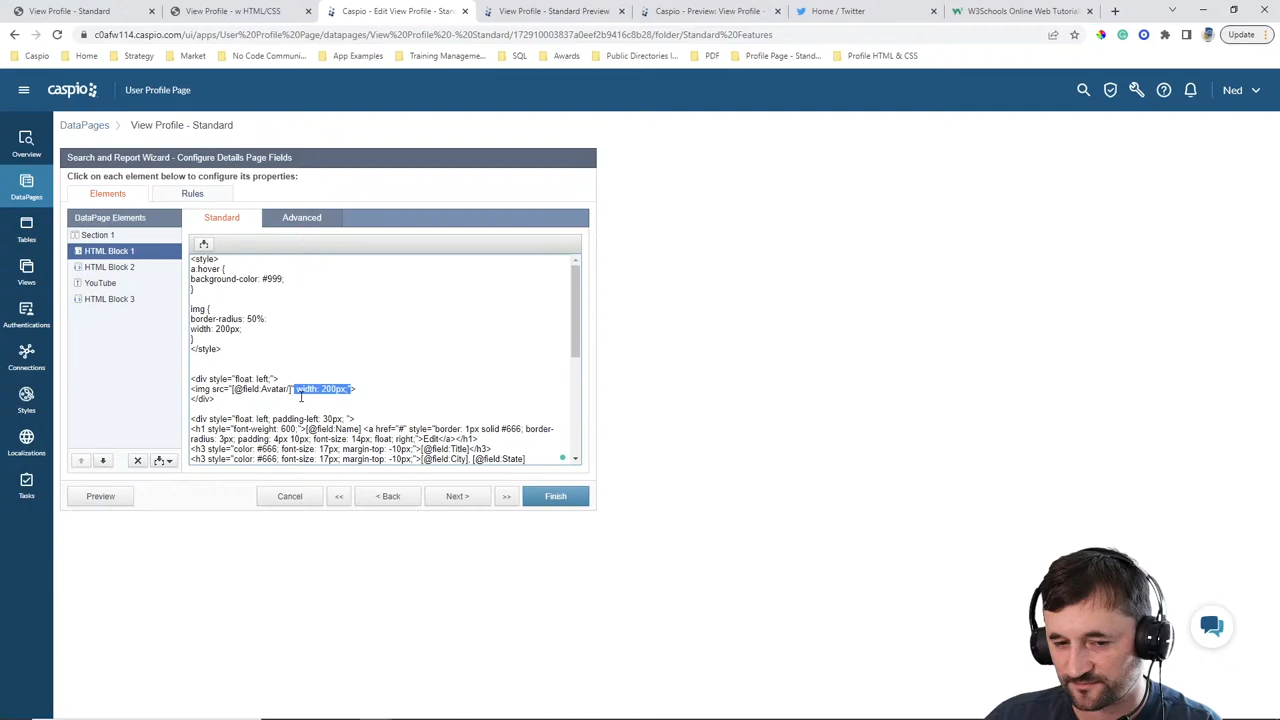 View Profile - Standard
View Profile - w HTML/CSS
Caspio - Edit View Profile - Stan
View Profile - Standard Preview
Caspio - Preview: View Profile -
Home / Twitter
W3Schools Online Web Tutorial
c0afw114.caspio.com/ui/apps/User%20Profile%20Page/datapages/View%20Profile%20-%20Standard/172910003837a0eef2b9416c8b28/folder/Standard%20Features
Update
Caspio
Home
Strategy
Market
No Code Communi...
App Examples
Training Manageme...
SQL
Awards
Public Directories I...
PDF
Profile Page - Stand...
Profile HTML & CSS
caspio
User Profile Page
Ned
DataPages
View Profile - Standard
Overview
DataPages
Tables
Views
Authentications
Connections
Styles
Localizations
Tasks
Search and Report Wizard - Configure Details Page Fields
Click on each element below to configure its properties:
Elements
Rules
DataPage Elements
Standard
Advanced
Section 1
HTML Block 1
HTML Block 2
YouTube
HTML Block 3
<style>
a:hover {
background-color: #999;
}
img {
border-radius: 50%:
width: 200px;
}
</style>
<div style="float: left;">
<img src="[@field:Avatar/]" width: 200px;">
</div>
<div style="float: left; padding-left: 30px; ">
<h1 style="font-weight: 600;">[@field:Name] <a href="#" style="border: 1px solid #666; border-
radius: 3px; padding: 4px 10px; font-size: 14px; float; right;">Edit</a></h1>
<h3 style="color: #666; font-size: 17px; margin-top: -10px;">[@field:Title]</h3>
<h3 style="color: #666; font-size: 17px; margin-top: -10px;">[@field:City], [@field:State]
Preview
Cancel
<<
< Back
Next >
>>
Finish